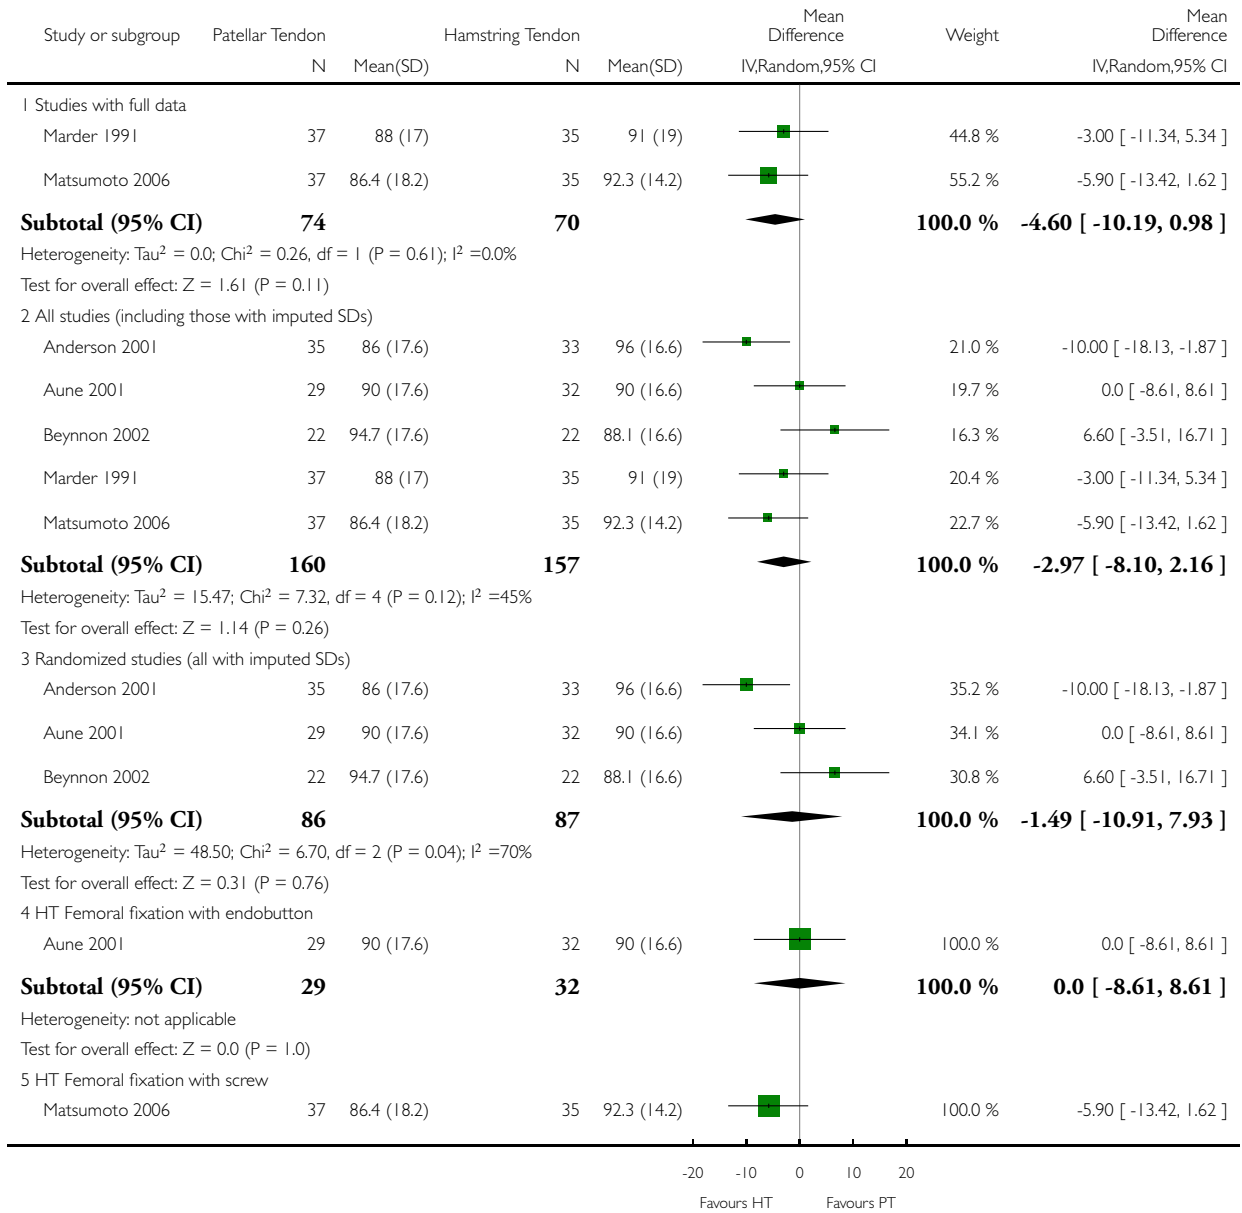 Study or subgroup Patellar Tendon Hamstring Tendon Mean Difference Weight Mean Difference
N Mean(SD) N Mean(SD) IV,Random,95% CI IV,Random,95% CI
1 Studies with full data
Marder 1991 37 88 (17) 35 91 (19) 44.8 % -3.00 [ -11.34, 5.34 ]
Matsumoto 2006 37 86.4 (18.2) 35 92.3 (14.2) 55.2 % -5.90 [ -13.42, 1.62 ]
Subtotal (95% CI) 74 70 100.0 % -4.60 [ -10.19, 0.98 ]
Heterogeneity: Tau² = 0.0; Chi² = 0.26, df = 1 (P = 0.61); I² =0.0%
Test for overall effect: Z = 1.61 (P = 0.11)
2 All studies (including those with imputed SDs)
Anderson 2001 35 86 (17.6) 33 96 (16.6) 21.0 % -10.00 [ -18.13, -1.87 ]
Aune 2001 29 90 (17.6) 32 90 (16.6) 19.7 % 0.0 [ -8.61, 8.61 ]
Beynnon 2002 22 94.7 (17.6) 22 88.1 (16.6) 16.3 % 6.60 [ -3.51, 16.71 ]
Marder 1991 37 88 (17) 35 91 (19) 20.4 % -3.00 [ -11.34, 5.34 ]
Matsumoto 2006 37 86.4 (18.2) 35 92.3 (14.2) 22.7 % -5.90 [ -13.42, 1.62 ]
Subtotal (95% CI) 160 157 100.0 % -2.97 [ -8.10, 2.16 ]
Heterogeneity: Tau² = 15.47; Chi² = 7.32, df = 4 (P = 0.12); I² =45%
Test for overall effect: Z = 1.14 (P = 0.26)
3 Randomized studies (all with imputed SDs)
Anderson 2001 35 86 (17.6) 33 96 (16.6) 35.2 % -10.00 [ -18.13, -1.87 ]
Aune 2001 29 90 (17.6) 32 90 (16.6) 34.1 % 0.0 [ -8.61, 8.61 ]
Beynnon 2002 22 94.7 (17.6) 22 88.1 (16.6) 30.8 % 6.60 [ -3.51, 16.71 ]
Subtotal (95% CI) 86 87 100.0 % -1.49 [ -10.91, 7.93 ]
Heterogeneity: Tau² = 48.50; Chi² = 6.70, df = 2 (P = 0.04); I² =70%
Test for overall effect: Z = 0.31 (P = 0.76)
4 HT Femoral fixation with endobutton
Aune 2001 29 90 (17.6) 32 90 (16.6) 100.0 % 0.0 [ -8.61, 8.61 ]
Subtotal (95% CI) 29 32 100.0 % 0.0 [ -8.61, 8.61 ]
Heterogeneity: not applicable
Test for overall effect: Z = 0.0 (P = 1.0)
5 HT Femoral fixation with screw
Matsumoto 2006 37 86.4 (18.2) 35 92.3 (14.2) 100.0 % -5.90 [ -13.42, 1.62 ]
-20 -10 0 10 20
Favours HT Favours PT